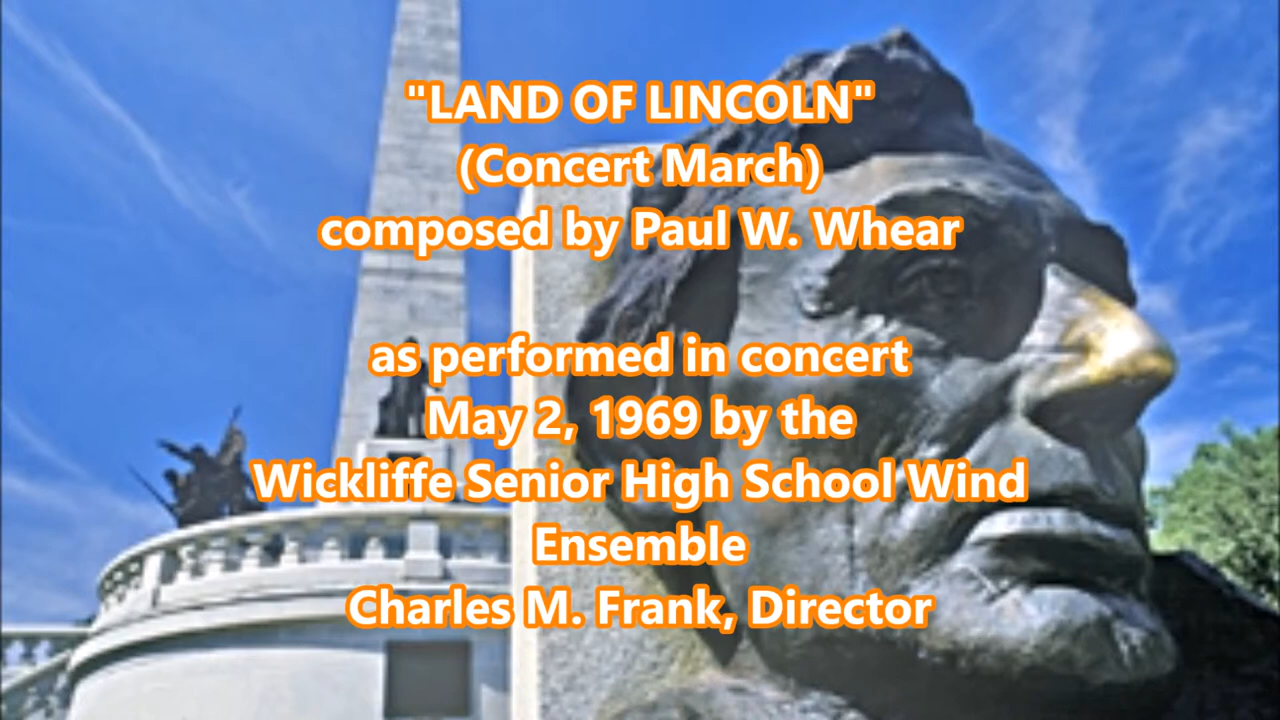 "LAND OF LINCOLN"
(Concert March)
composed by Paul W. Whear
as performed in concert
May 2, 1969 by the
Wickliffe Senior High School Wind
Ensemble
Charles M. Frank, Director